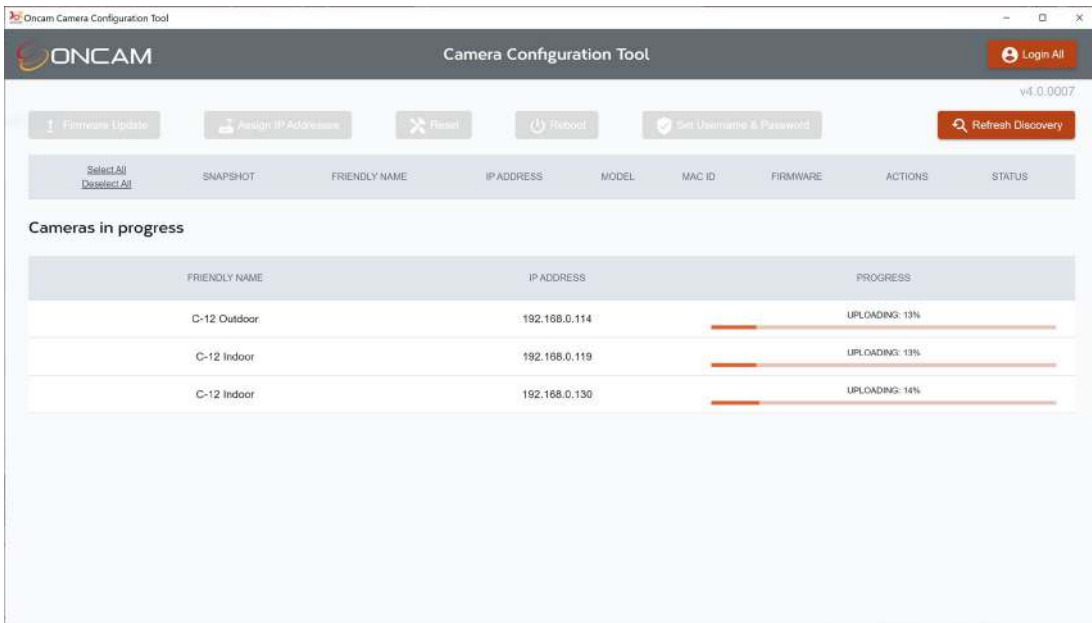 Oncam Camera Configuration Tool
ONCAM
Camera Configuration Tool
Login All
v4.0.0007
Firmware Update
Assign IP Addresses
Reset
Reboot
Set Username & Password
Refresh Discovery
Select All
Deselect All
SNAPSHOT
FRIENDLY NAME
IP ADDRESS
MODEL
MAC ID
FIRMWARE
ACTIONS
STATUS
Cameras in progress
FRIENDLY NAME
IP ADDRESS
PROGRESS
C-12 Outdoor
192.168.0.114
UPLOADING: 13%
C-12 Indoor
192.168.0.119
UPLOADING: 13%
C-12 Indoor
192.168.0.130
UPLOADING: 14%